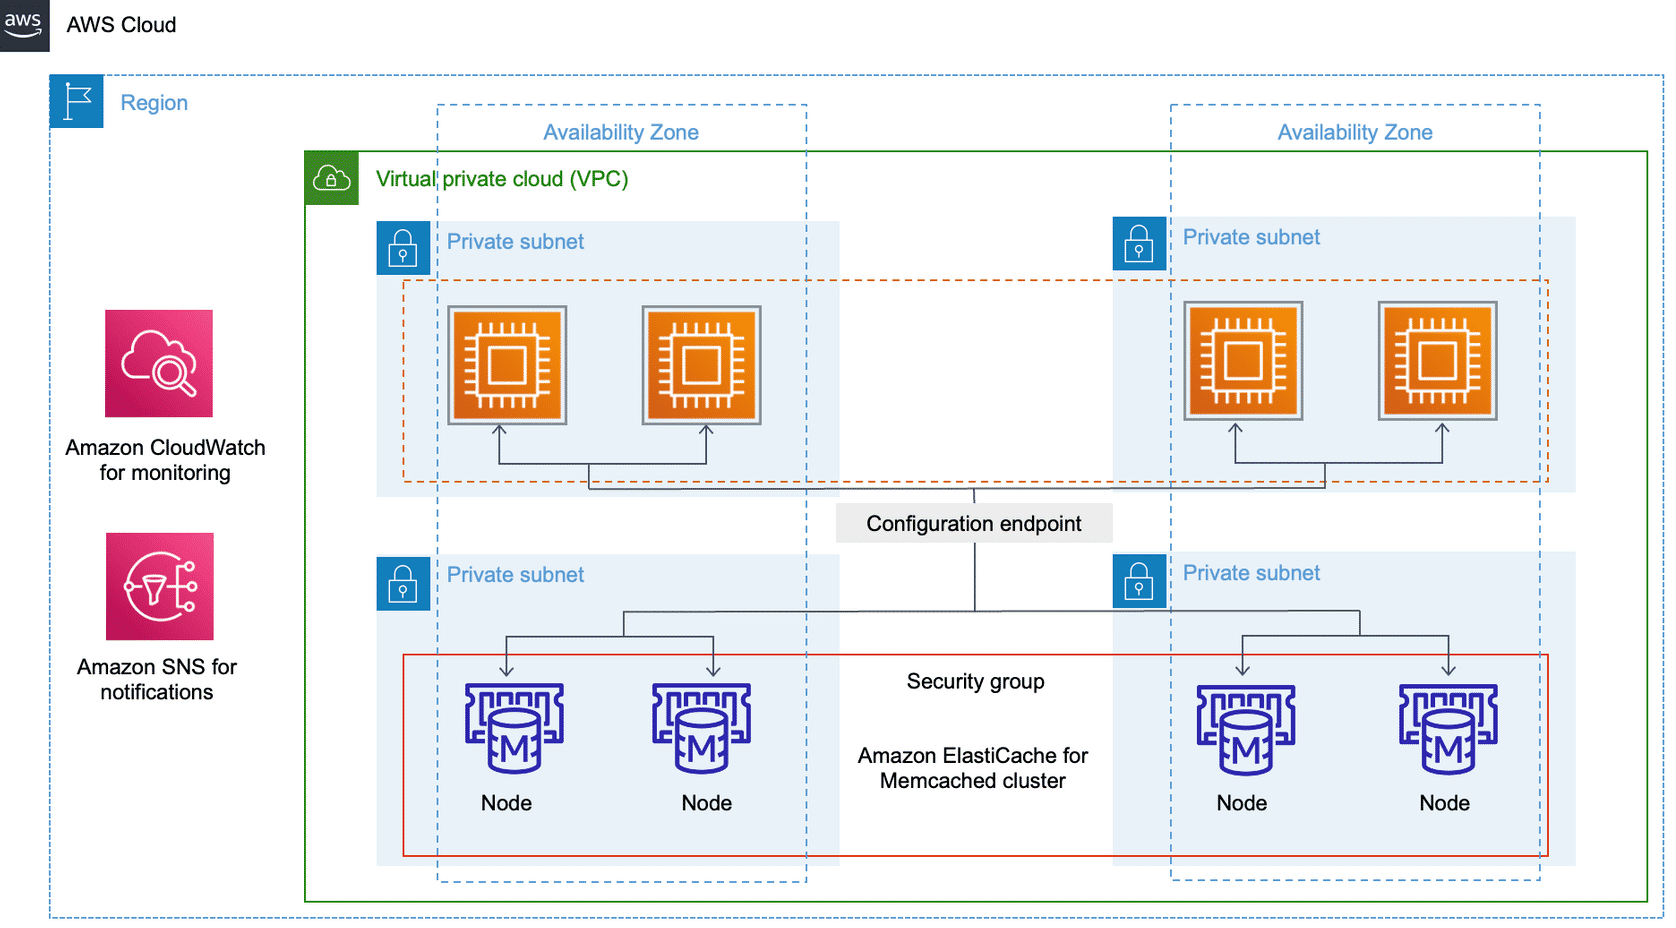 aws
AWS Cloud
Region
Availability Zone
Availability Zone
Virtual private cloud (VPC)
Private subnet
Private subnet
Amazon CloudWatch
for monitoring
Configuration endpoint
Private subnet
Private subnet
Amazon SNS for
notifications
Security group
Amazon ElastiCache for
Memcached cluster
M
M
M
M
Node
Node
Node
Node